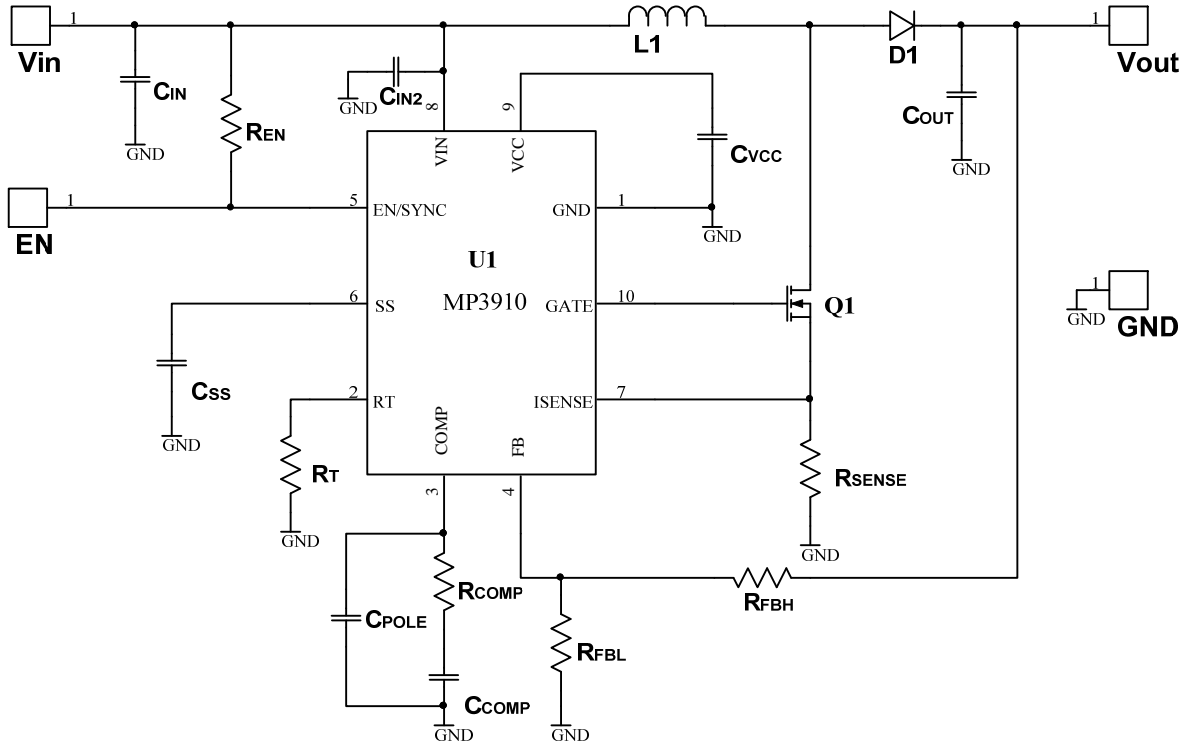 1
Vin
L1
D1
1
Vout
CIN
GND
REN
GND
CIN2
8
9
VIN
VCC
CVCC
COUT
GND
1
EN
5
EN/SYNC
GND
1
GND
U1
MP3910
6
SS
GATE
10
Q1
1
GND
GND
CSS
GND
2
RT
COMP
FB
ISENSE
7
RT
GND
3
4
RSENSE
GND
CPOLE
RCOMP
CCOMP
GND
RFBL
GND
RFBH